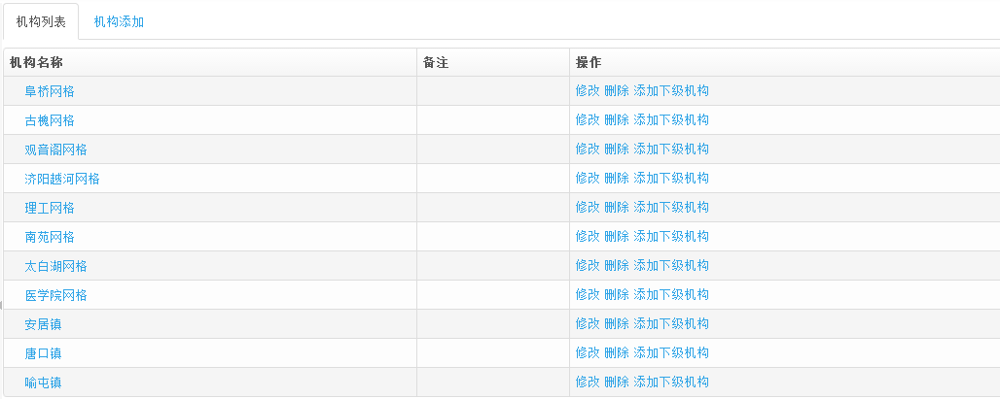 机构列表 机构添加
机构名称 备注 操作
阜桥网格 修改 删除 添加下级机构
古槐网格 修改 删除 添加下级机构
观音阁网格 修改 删除 添加下级机构
济阳越河网格 修改 删除 添加下级机构
理工网格 修改 删除 添加下级机构
南苑网格 修改 删除 添加下级机构
太白湖网格 修改 删除 添加下级机构
医学院网格 修改 删除 添加下级机构
安居镇 修改 删除 添加下级机构
唐口镇 修改 删除 添加下级机构
喻屯镇 修改 删除 添加下级机构